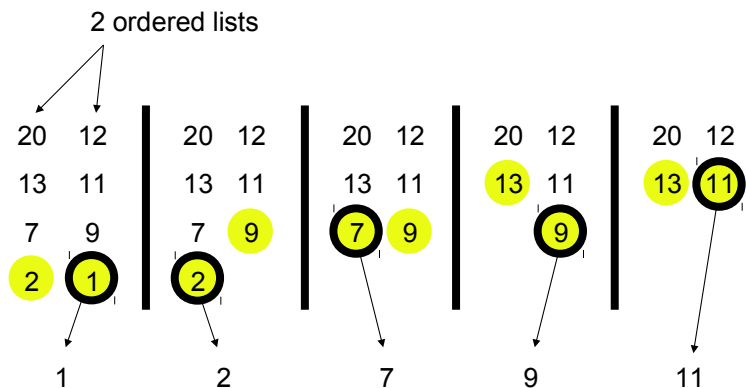 2 ordered lists
20 12 20 12 20 12 20 12 20 12
13 11 13 11 13 11 13 11 13 11
7 9 7 9 7 9 9
2 1 2
1 2 7 9 11